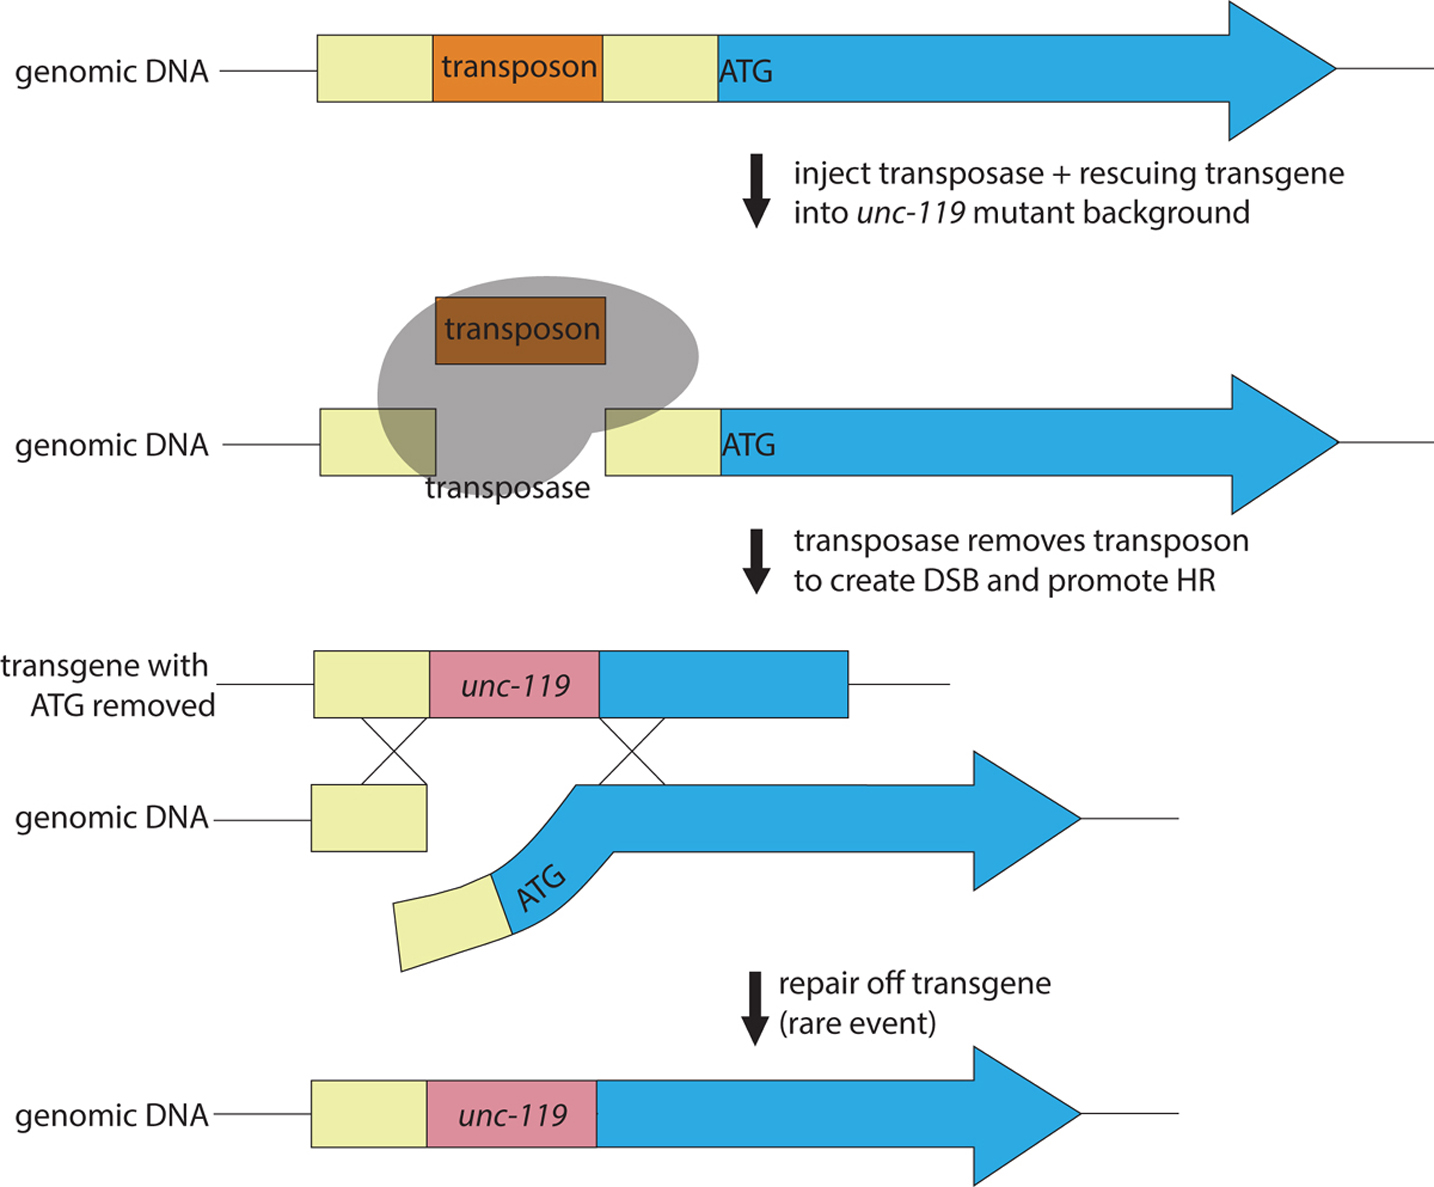 genomic DNA
transposon
ATG
inject transposase + rescuing transgene
into unc-119 mutant background
transposon
genomic DNA
ATG
transposase
transposase removes transposon
to create DSB and promote HR
transgene with
ATG removed
unc-119
genomic DNA
ATG
repair off transgene
(rare event)
genomic DNA
unc-119